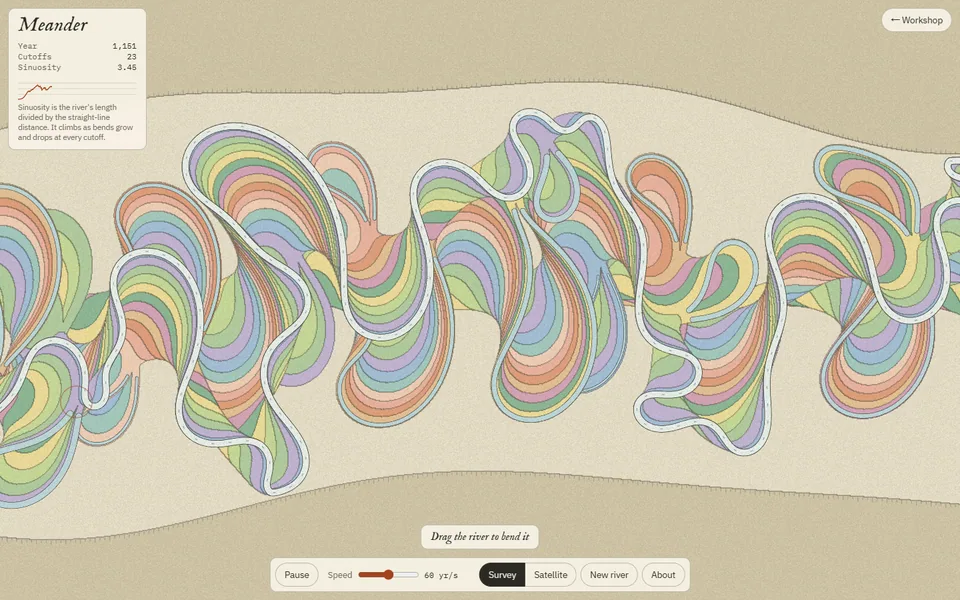 Meander
Year 1,151
Cutoffs 23
Sinuosity 3.45
Sinuosity is the river's length
divided by the straight-line
distance. It climbs as bends grow
and drops at every cutoff.
← Workshop
Drag the river to bend it
Pause Speed 60 yr/s Survey Satellite New river About